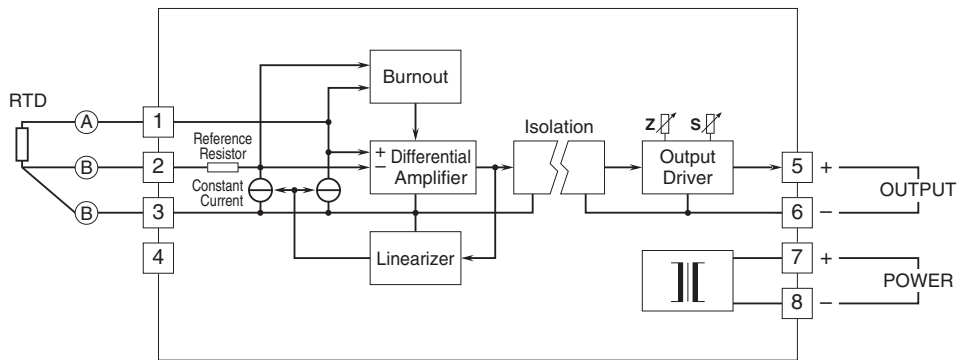 RTD
A
B
B
1
2
3
4
Reference
Resistor
Constant
Current
Burnout
+
−
Differential
Amplifier
Linearizer
Isolation
Z
S
Output
Driver
5
6
7
8
+
−
OUTPUT
+
−
POWER